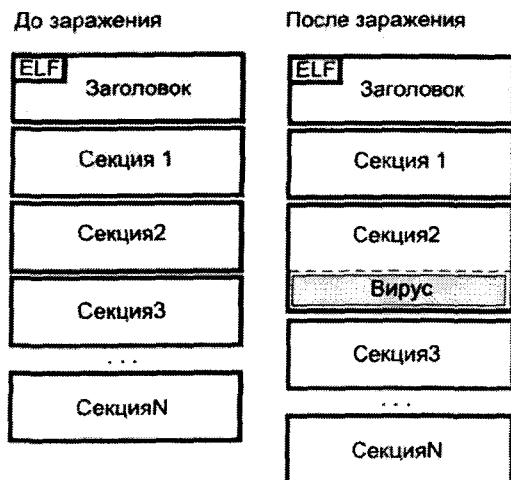 До заражения
ELF
Заголовок
Секция 1
Секция2
Секция3
...
СекцияN
После заражения
ELF
Заголовок
Секция 1
Секция2
Вирус
Секция3
...
СекцияN